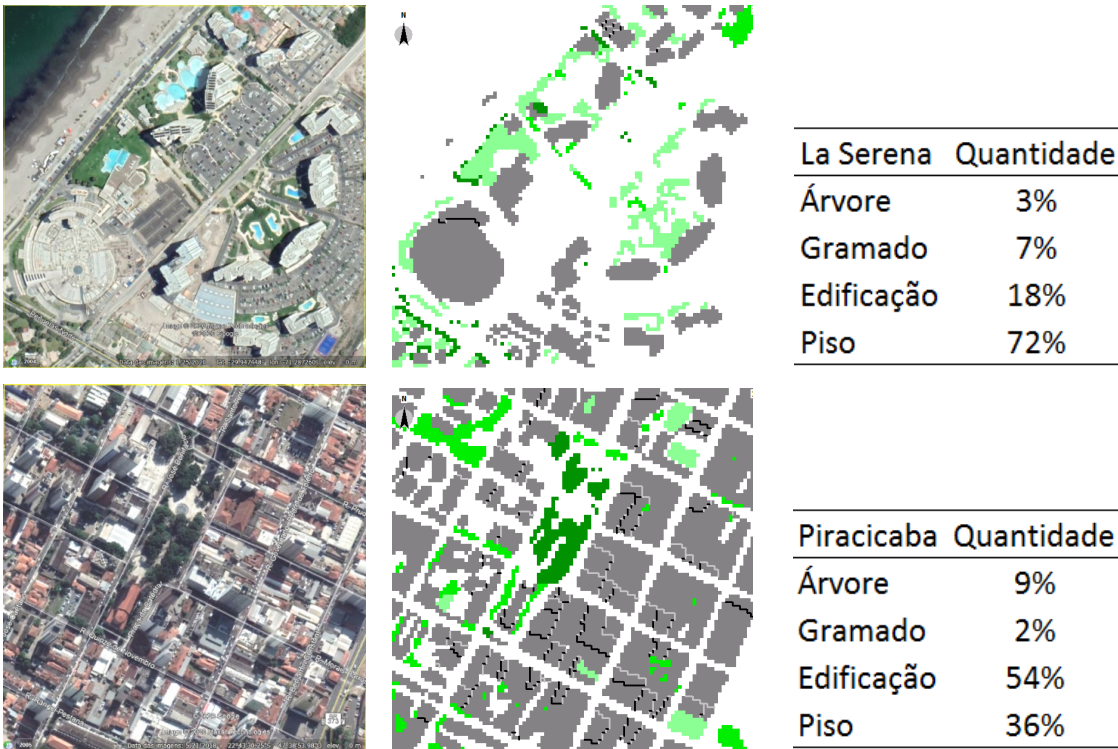 N
La Serena Quantidade
Árvore 3%
Gramado 7%
Edificação 18%
Piso 72%
2004
N
Piracicaba Quantidade
Árvore 9%
Gramado 2%
Edificação 54%
Piso 36%